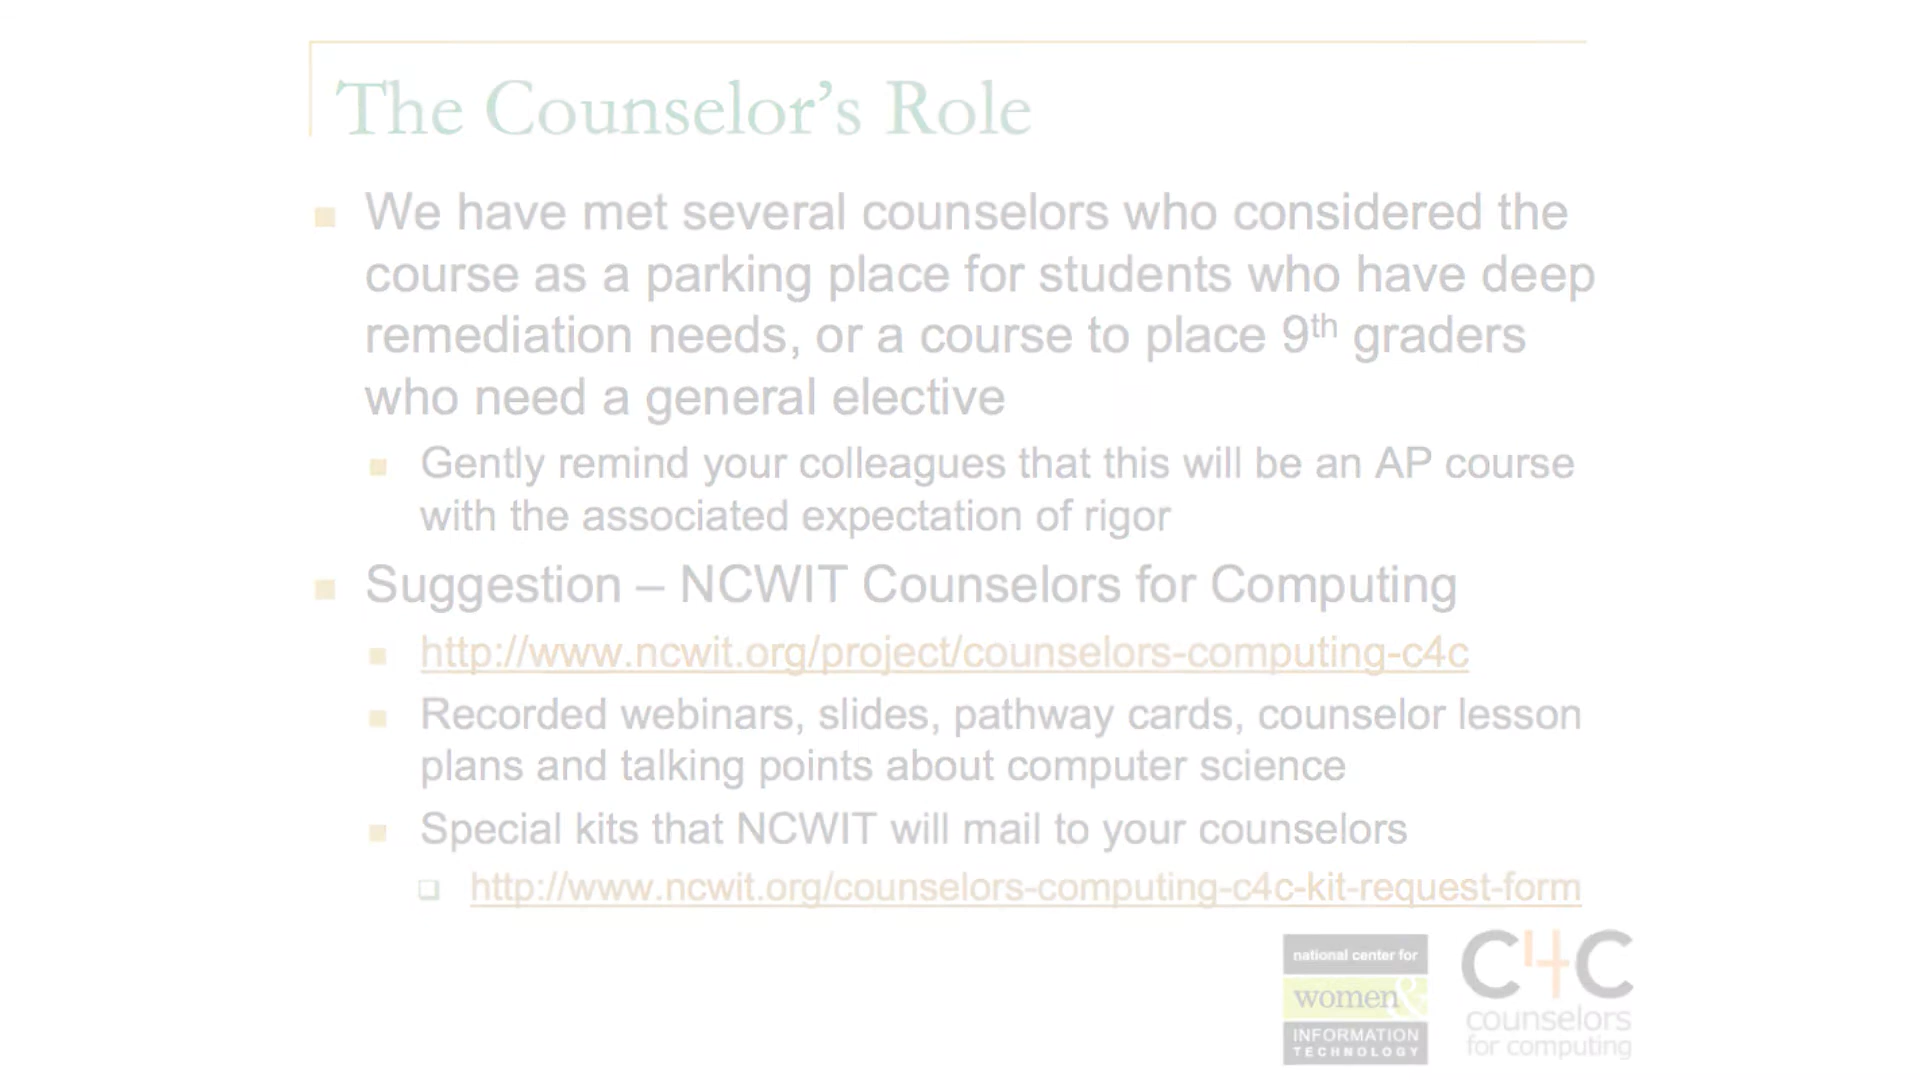 The Counselor’s Role
We have met several counselors who considered the
course as a parking place for students who have deep
remediation needs, or a course to place 9th graders
who need a general elective
Gently remind your colleagues that this will be an AP course
with the associated expectation of rigor
Suggestion – NCWIT Counselors for Computing
http://www.ncwit.org/project/counselors-computing-c4c
Recorded webinars, slides, pathway cards, counselor lesson
plans and talking points about computer science
Special kits that NCWIT will mail to your counselors
http://www.ncwit.org/counselors-computing-c4c-kit-request-form
national center for
women &
INFORMATION
TECHNOLOGY
C4C
counselors
for computing